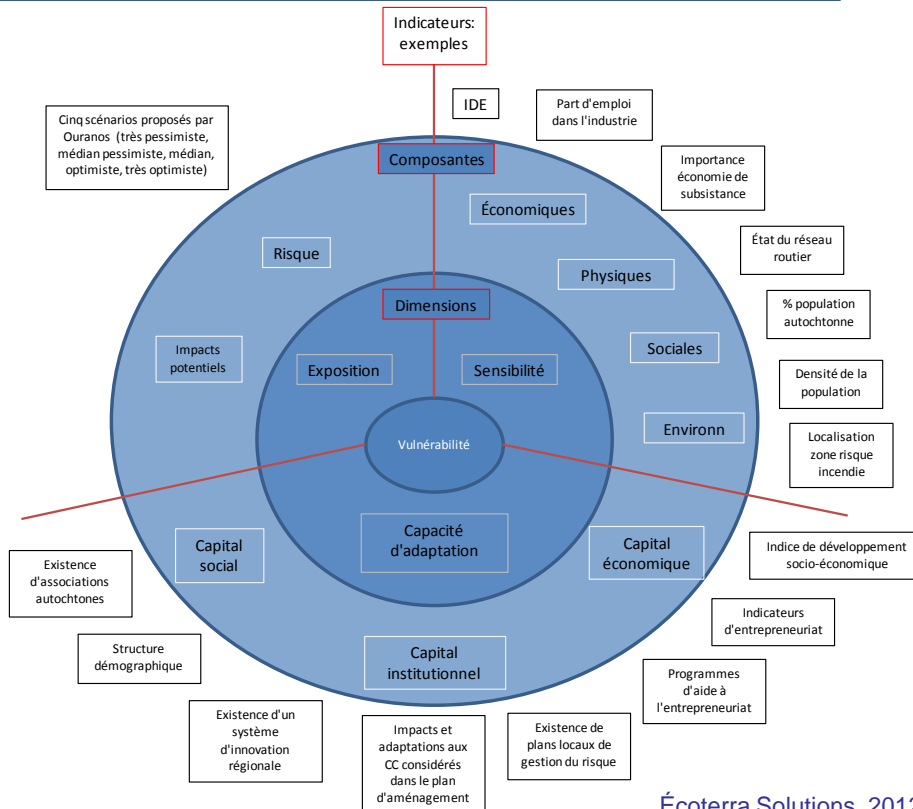 Indicateurs:
exemples
IDE
Part d'emploi
dans l'industrie
Cinq scénarios proposés par
Ouranos (très pessimiste,
médian pessimiste, médian,
optimiste, très optimiste)
Composantes
Importance
économie de
subsistance
Économiques
Risque
État du réseau
routier
Physiques
Dimensions
% population
autochtonne
Impacts
potentiels
Exposition
Sensibilité
Sociales
Densité de la
population
Environn
Vulnérabilité
Localisation
zone risque
incendie
Capital
social
Capacité
d'adaptation
Capital
économique
Indice de développement
socio-économique
Existence
d'associations
autochtones
Indicateurs
d'entrepreneuriat
Structure
démographique
Capital
institutionnel
Programmes
d'aide à
l'entrepreneuriat
Existence d'un
système
d'innovation
régionale
Impacts et
adaptations aux
CC considérés
dans le plan
d'aménagement
Existence de
plans locaux de
gestion du risque
Écoterra Solutions, 2012